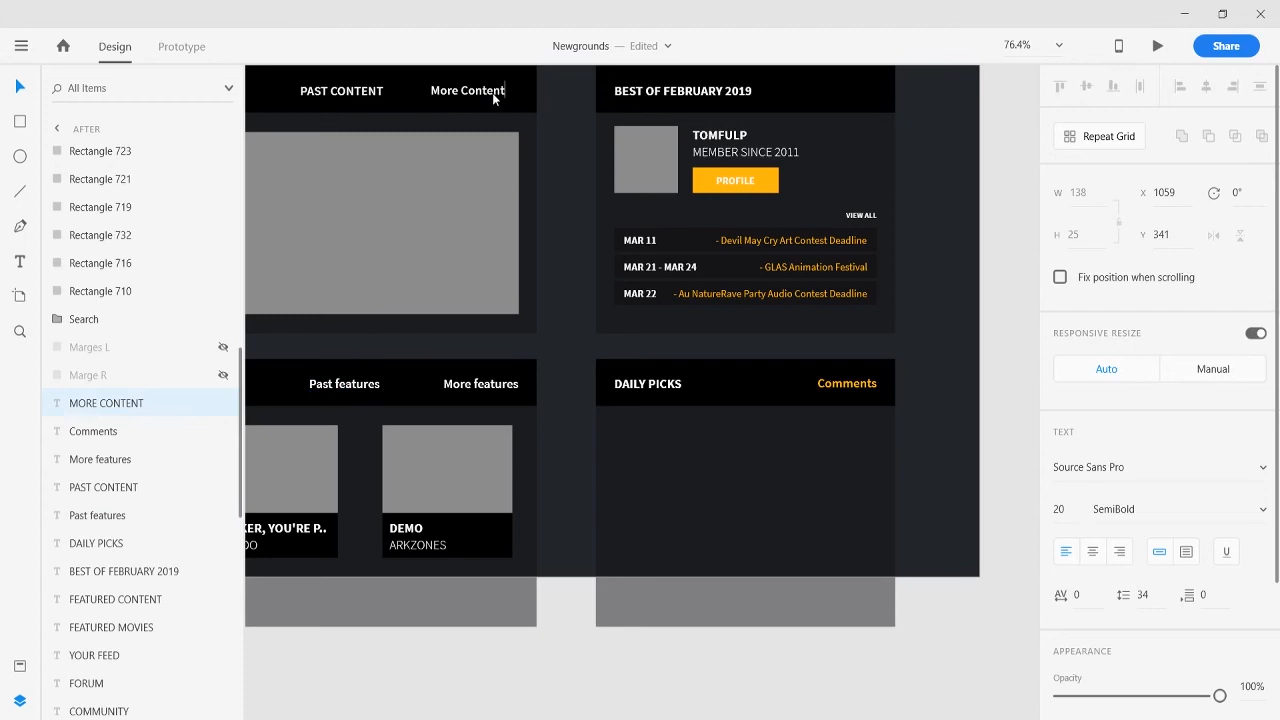 Design
Prototype
Newgrounds — Edited
76.4%
Share
All Items
AFTER
Rectangle 723
Rectangle 721
Rectangle 719
Rectangle 732
Rectangle 716
Rectangle 710
Search
Marges L
Marge R
MORE CONTENT
Comments
More features
PAST CONTENT
Past features
DAILY PICKS
BEST OF FEBRUARY 2019
FEATURED CONTENT
FEATURED MOVIES
YOUR FEED
FORUM
COMMUNITY
PAST CONTENT
More Content
Past features
More features
KER, YOU'RE P..
DO
DEMO
ARKZONES
BEST OF FEBRUARY 2019
TOMFULP
MEMBER SINCE 2011
PROFILE
VIEW ALL
MAR 11 - Devil May Cry Art Contest Deadline
MAR 21 - MAR 24 - GLAS Animation Festival
MAR 22 - Au NatureRave Party Audio Contest Deadline
DAILY PICKS
Comments
Repeat Grid
W 138 X 1059 0°
H 25 Y 341
Fix position when scrolling
RESPONSIVE RESIZE
Auto
Manual
TEXT
Source Sans Pro
20 SemiBold
U
AV 0 34 0
APPEARANCE
Opacity
100%